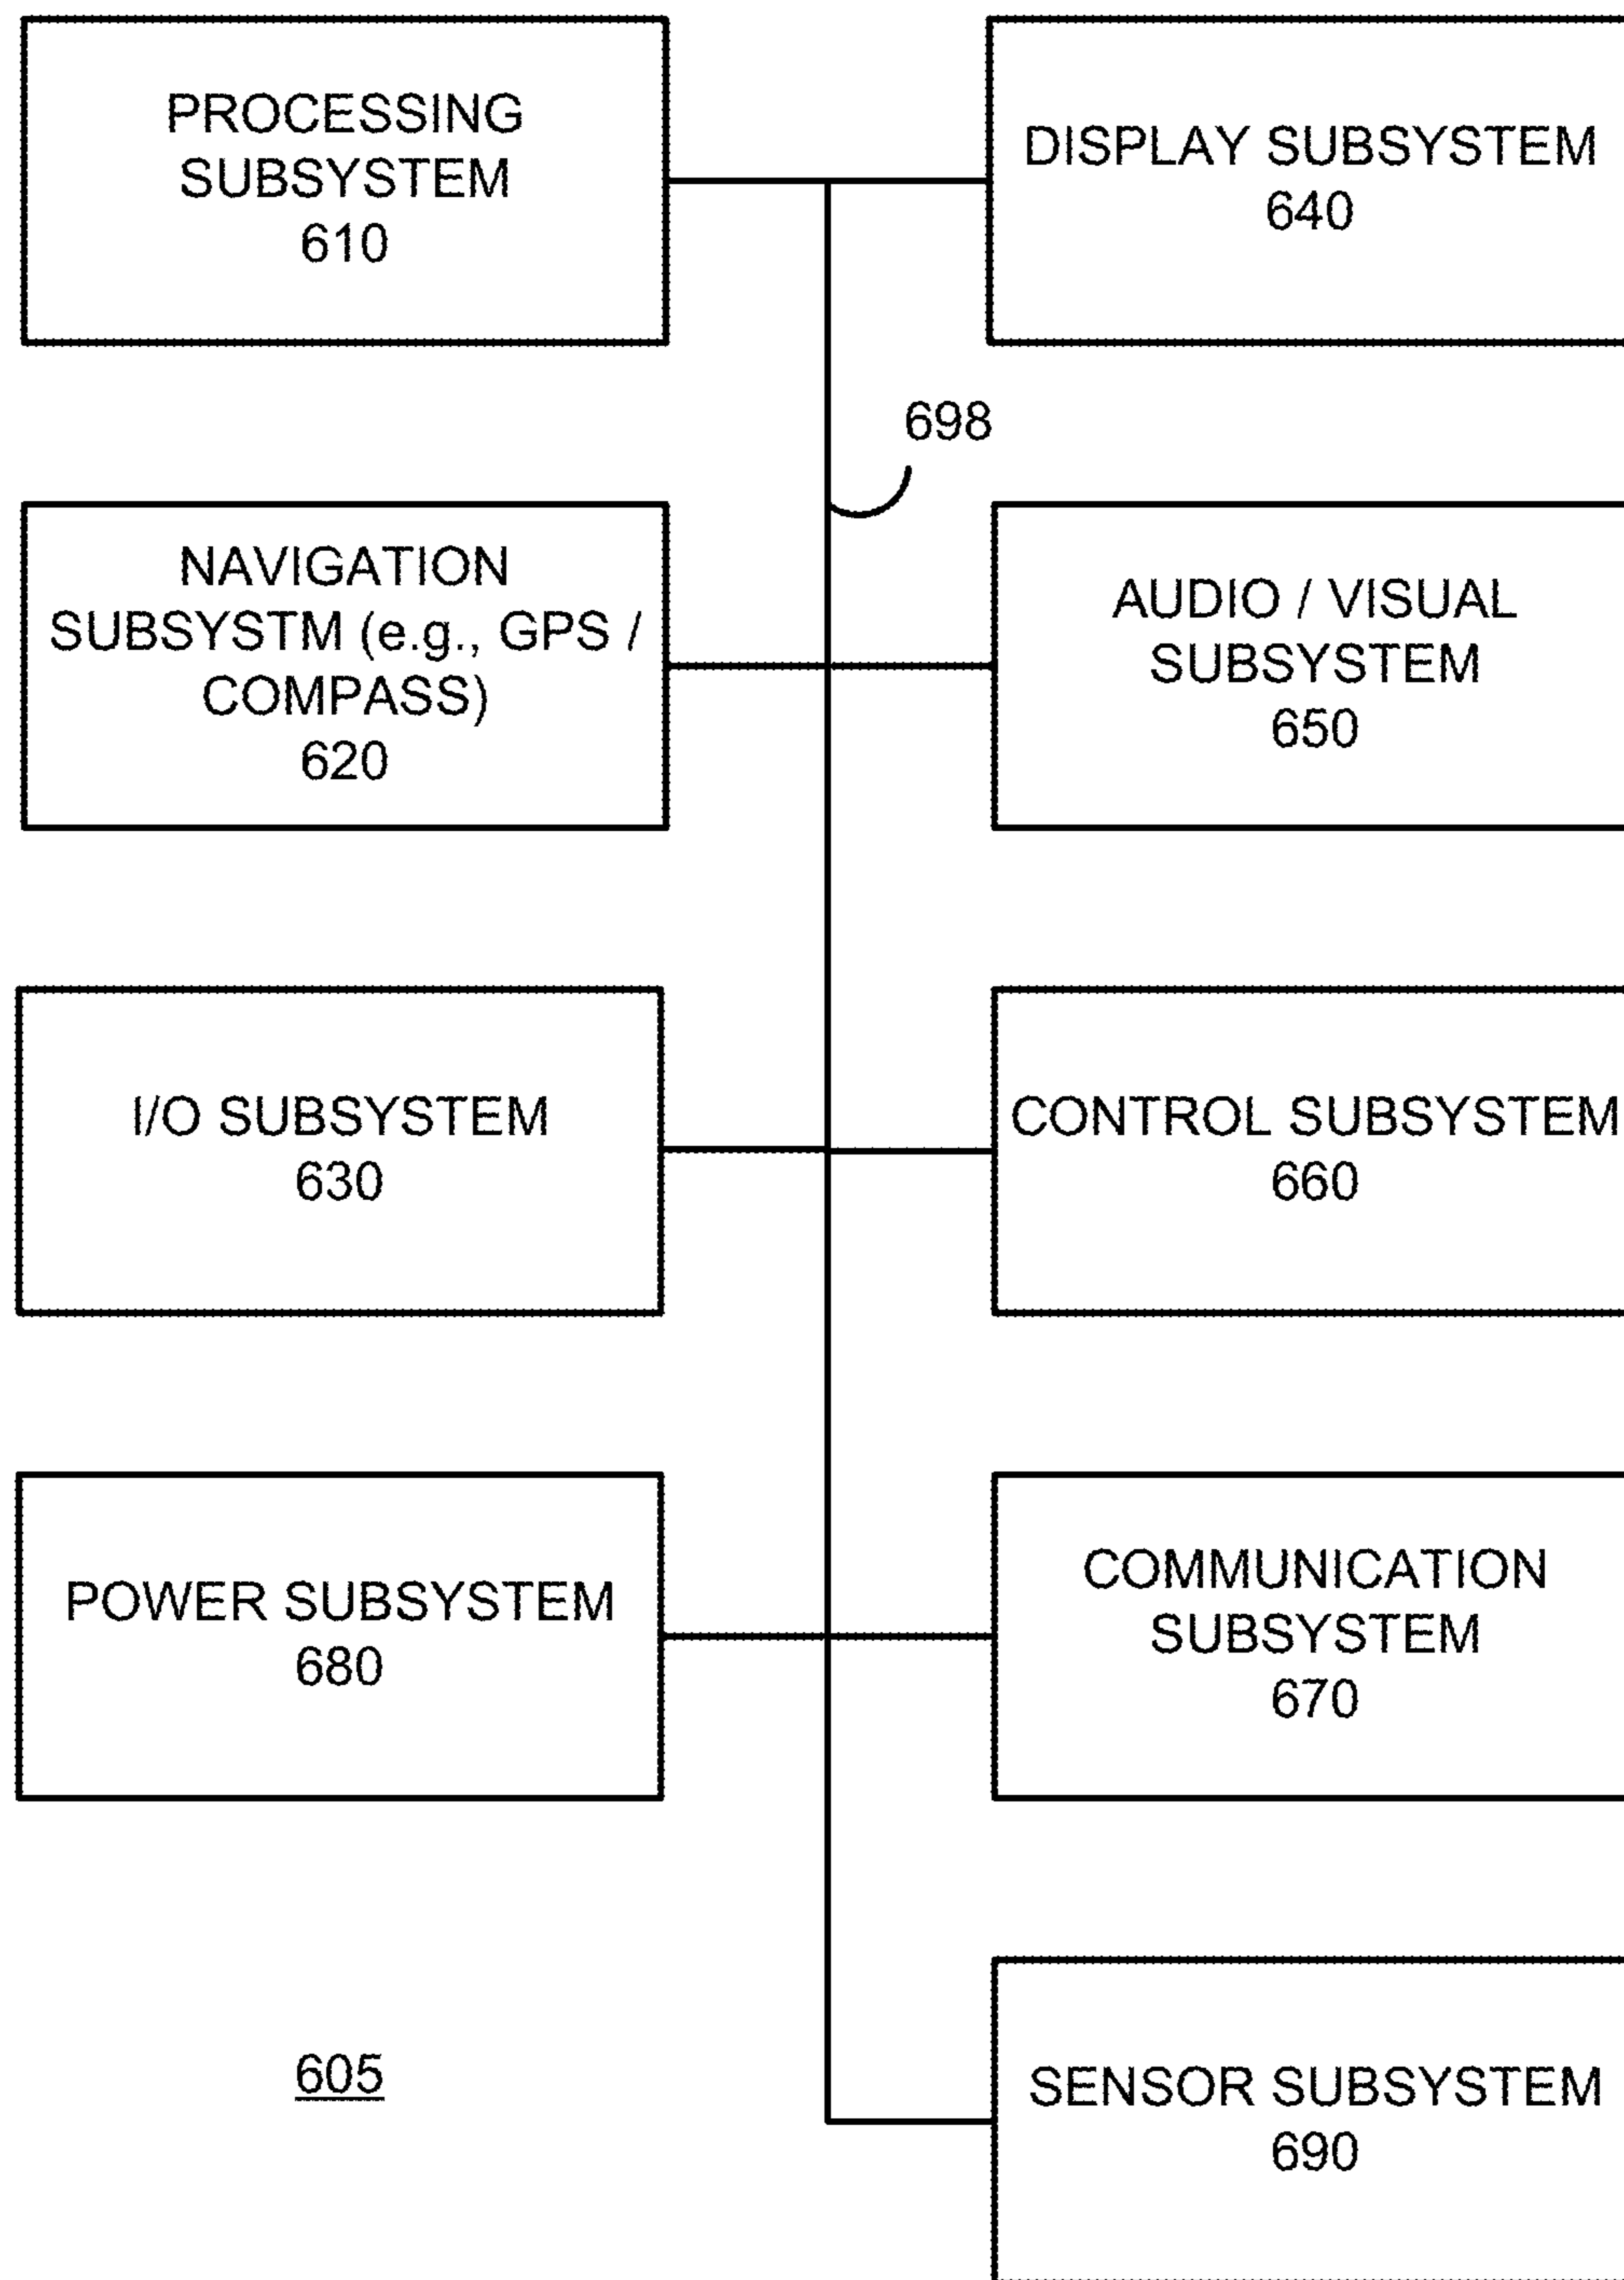 PROCESSING
SUBSYSTEM
610
DISPLAY SUBSYSTEM
640
698
NAVIGATION
SUBSYSTM (e.g., GPS /
COMPASS)
620
AUDIO / VISUAL
SUBSYSTEM
650
I/O SUBSYSTEM
630
CONTROL SUBSYSTEM
660
POWER SUBSYSTEM
680
COMMUNICATION
SUBSYSTEM
670
605
SENSOR SUBSYSTEM
690